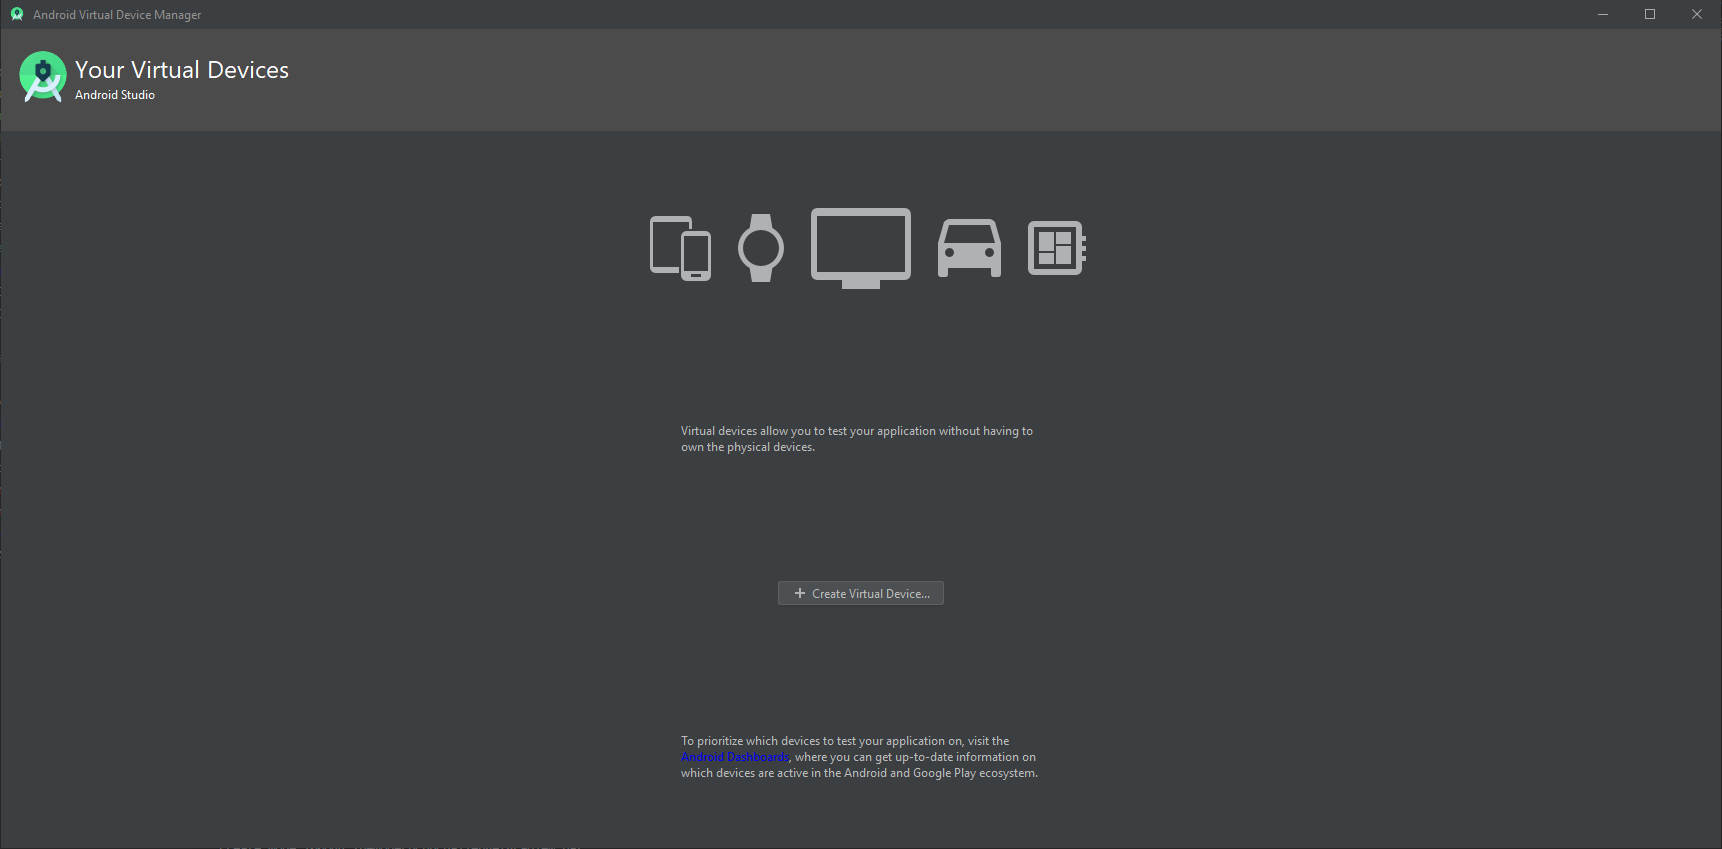 Android Virtual Device Manager
Your Virtual Devices
Android Studio
Virtual devices allow you to test your application without having to
own the physical devices.
Create Virtual Device...
To prioritize which devices to test your application on, visit the
Android Dashboards, where you can get up-to-date information on
which devices are active in the Android and Google Play ecosystem.